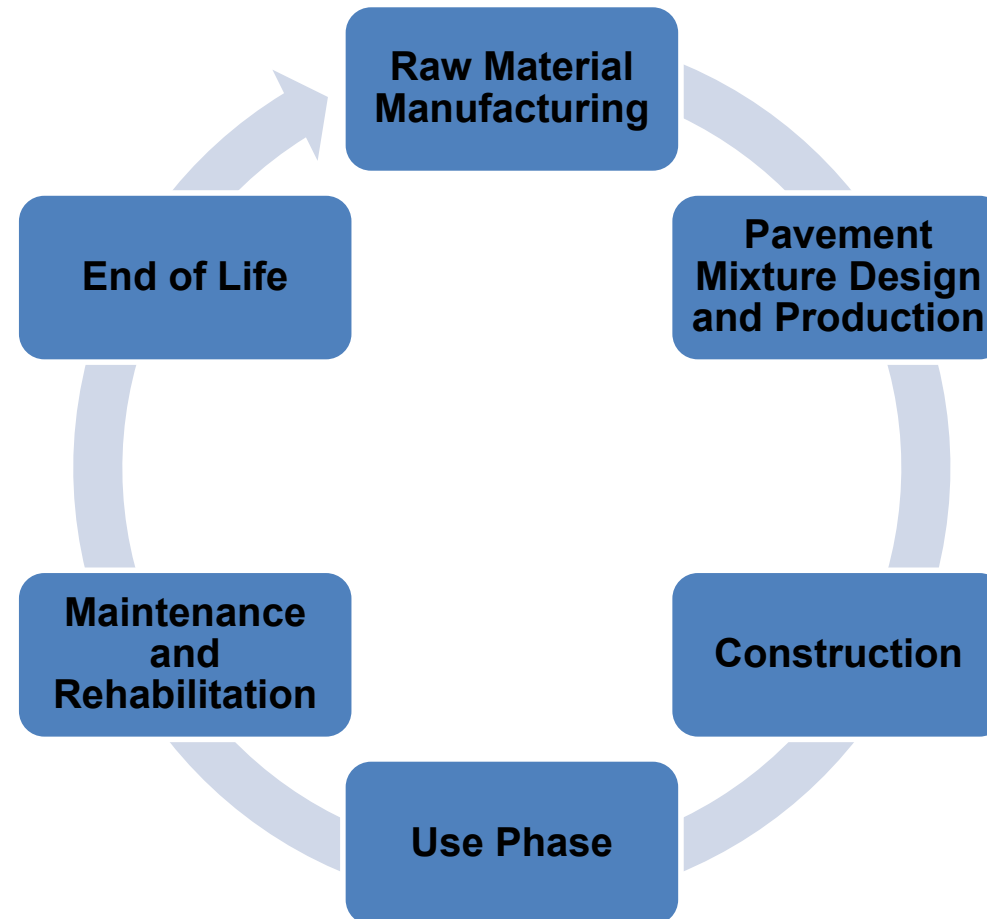 Raw Material
Manufacturing
Pavement
Mixture Design
and Production
Construction
Use Phase
Maintenance
and
Rehabilitation
End of Life